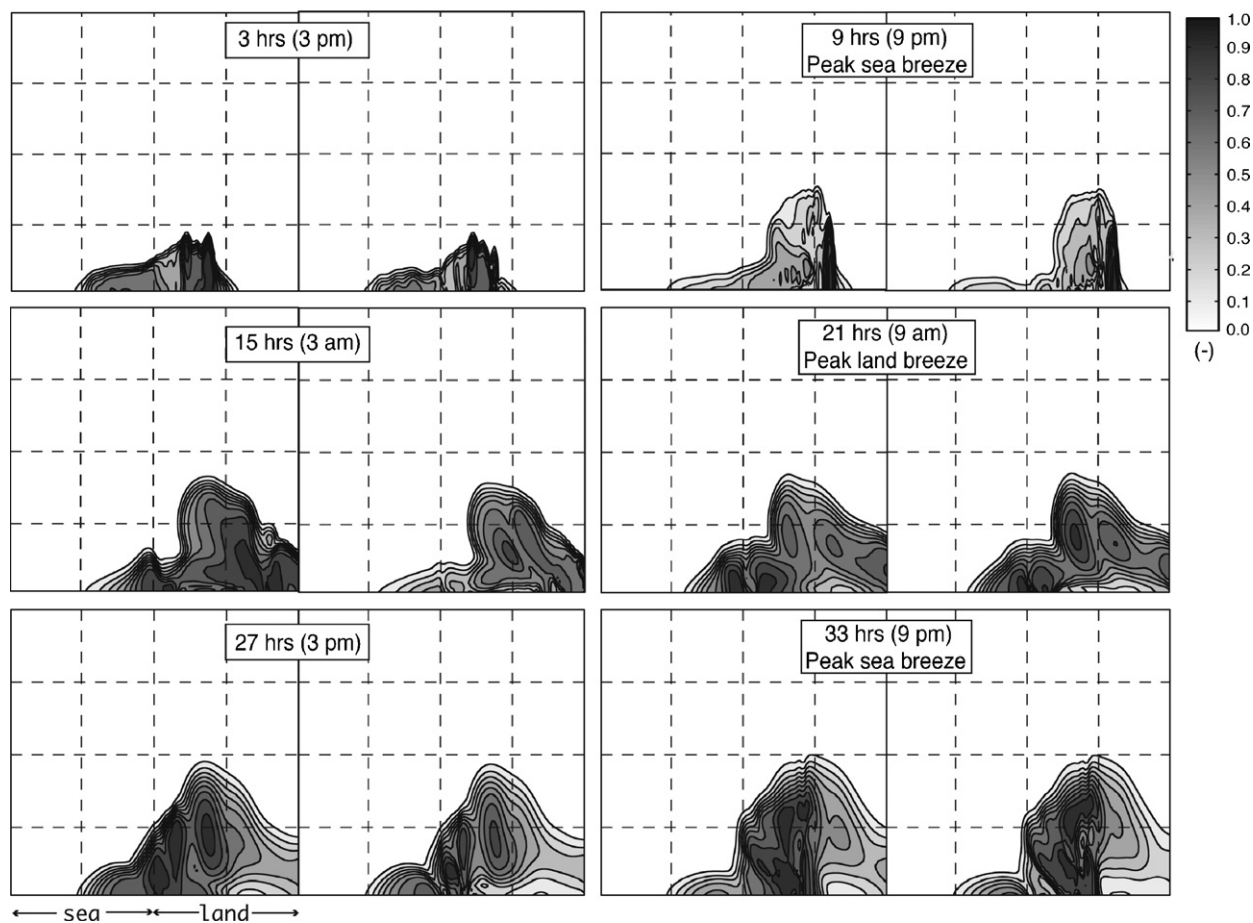 3 hrs (3 pm)
9 hrs (9 pm)
Peak sea breeze
1.0
0.9
0.8
0.7
0.6
0.5
0.4
0.3
0.2
0.1
0.0
(-)
15 hrs (3 am)
21 hrs (9 am)
Peak land breeze
27 hrs (3 pm)
33 hrs (9 pm)
Peak sea breeze
sea land